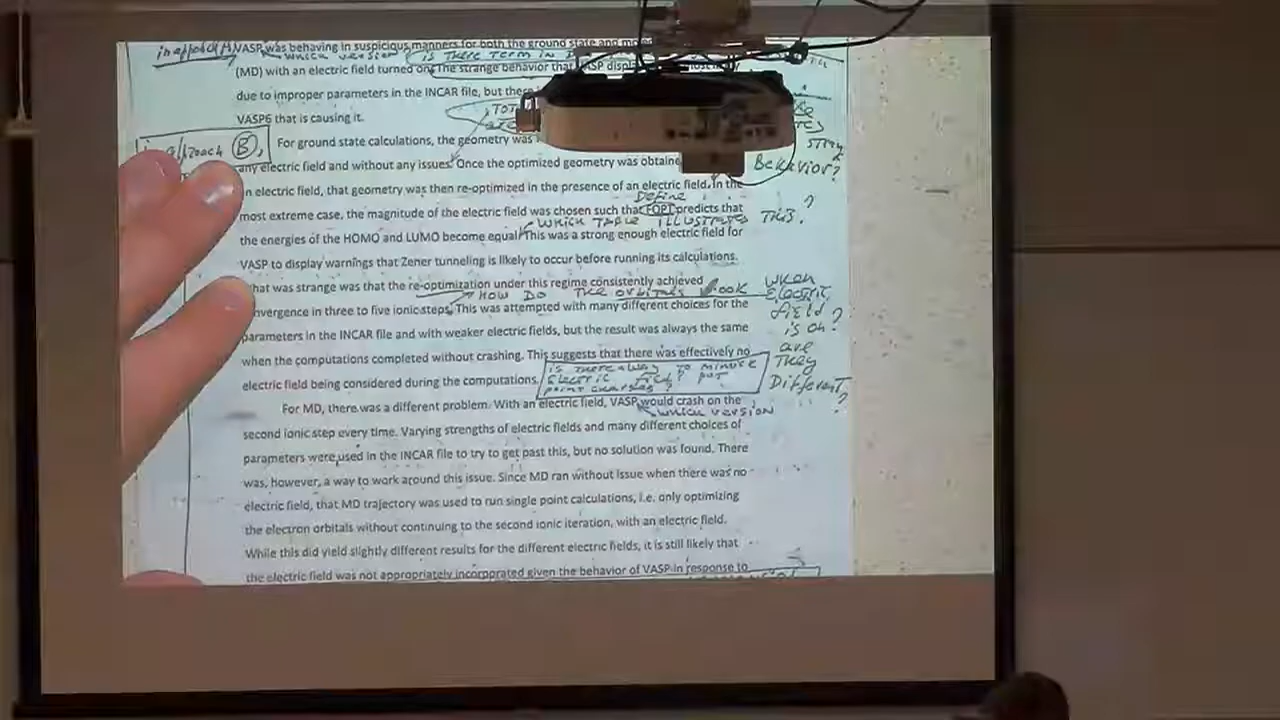 in approach VASP was behaving in suspicious manners for both the ground state and
which version IS THERE TERM IN
(MD) with an electric field turned on. The strange behavior that VASP
due to improper parameters in the INCAR file, but
VASP6 that is causing it.
approach B, For ground state calculations, the geometry was
any electric field and without any issues. Once the optimized geometry was
BEHAVIOR?
n electric field, that geometry was then re-optimized in the presence of an electric field. In the
Define
most extreme case, the magnitude of the electric field was chosen such that FOPT predicts that
WHICH TABLE ILLUSTRATES THIS?
the energies of the HOMO and LUMO become equal. This was a strong enough electric field for
VASP to display warnings that Zener tunneling is likely to occur before running its calculations.
hat was strange was that the re-optimization under this regime consistently achieved
HOW DO THE ORBITALS LOOK when electric field is on? are They Different?
nvergence in three to five ionic steps. This was attempted with many different choices for the
parameters in the INCAR file and with weaker electric fields, but the result was always the same
when the computations completed without crashing. This suggests that there was effectively no
electric field being considered during the computations.
IS THERE A WAY TO MIMICK
ELECTRIC FIELD? PUT
POINT CHARGES?
For MD, there was a different problem. With an electric field, VASP would crash on the
which version
second ionic step every time. Varying strengths of electric fields and many different choices of
parameters were used in the INCAR file to try to get past this, but no solution was found. There
was, however, a way to work around this issue. Since MD ran without issue when there was no
electric field, that MD trajectory was used to run single point calculations, i.e. only optimizing
the electron orbitals without continuing to the second ionic iteration, with an electric field.
While this did yield slightly different results for the different electric fields, it is still likely that
the electric field was not appropriately incorprated given the behavior of VASP in response to